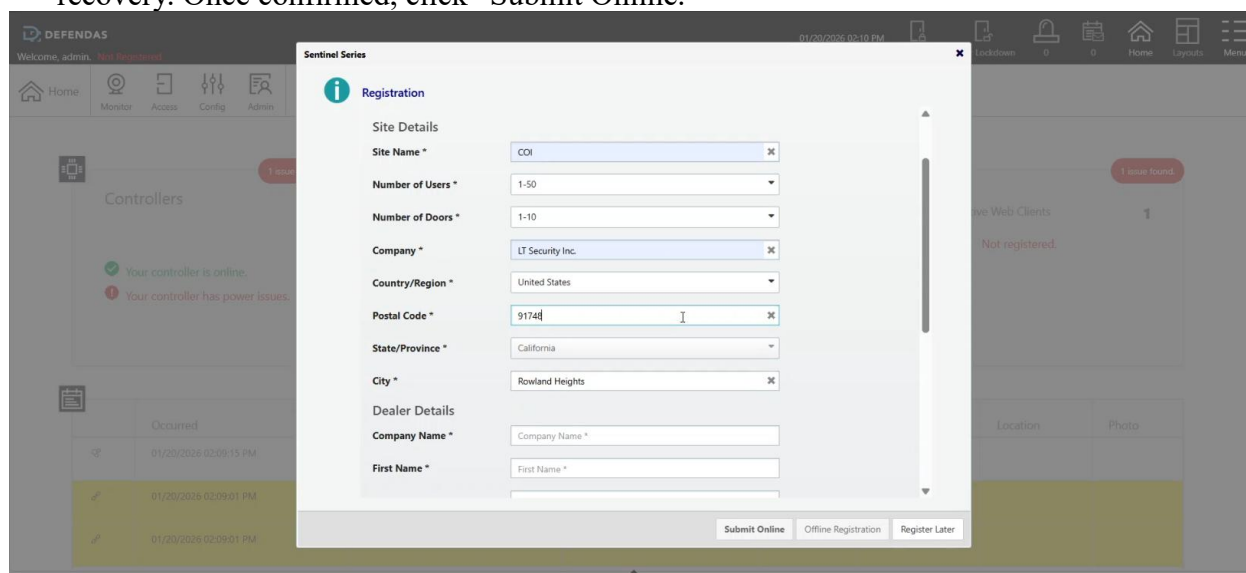 recovery. Once confirmed, click "Submit Online."
DEFENDAS
01/20/2026 02:10 PM
Welcome, admin. Not Registered
Sentinel Series
Lockdown
0
0
Home
Layouts
Menu
Home
Monitor
Access
Config
Admin
Registration
Site Details
Site Name *
COI
Number of Users *
1-50
Number of Doors *
1-10
Company *
LT Security Inc.
Country/Region *
United States
Postal Code *
91748
State/Province *
California
City *
Rowland Heights
Dealer Details
Company Name *
Company Name *
First Name *
First Name *
Submit Online
Offline Registration
Register Later
1 issue
Controllers
Your controller is online.
Your controller has power issues.
1 issue found
Web Clients
1
Not registered.
Occurred
Location
Photo
01/20/2026 02:09:15 PM
01/20/2026 02:09:01 PM
01/20/2026 02:09:01 PM